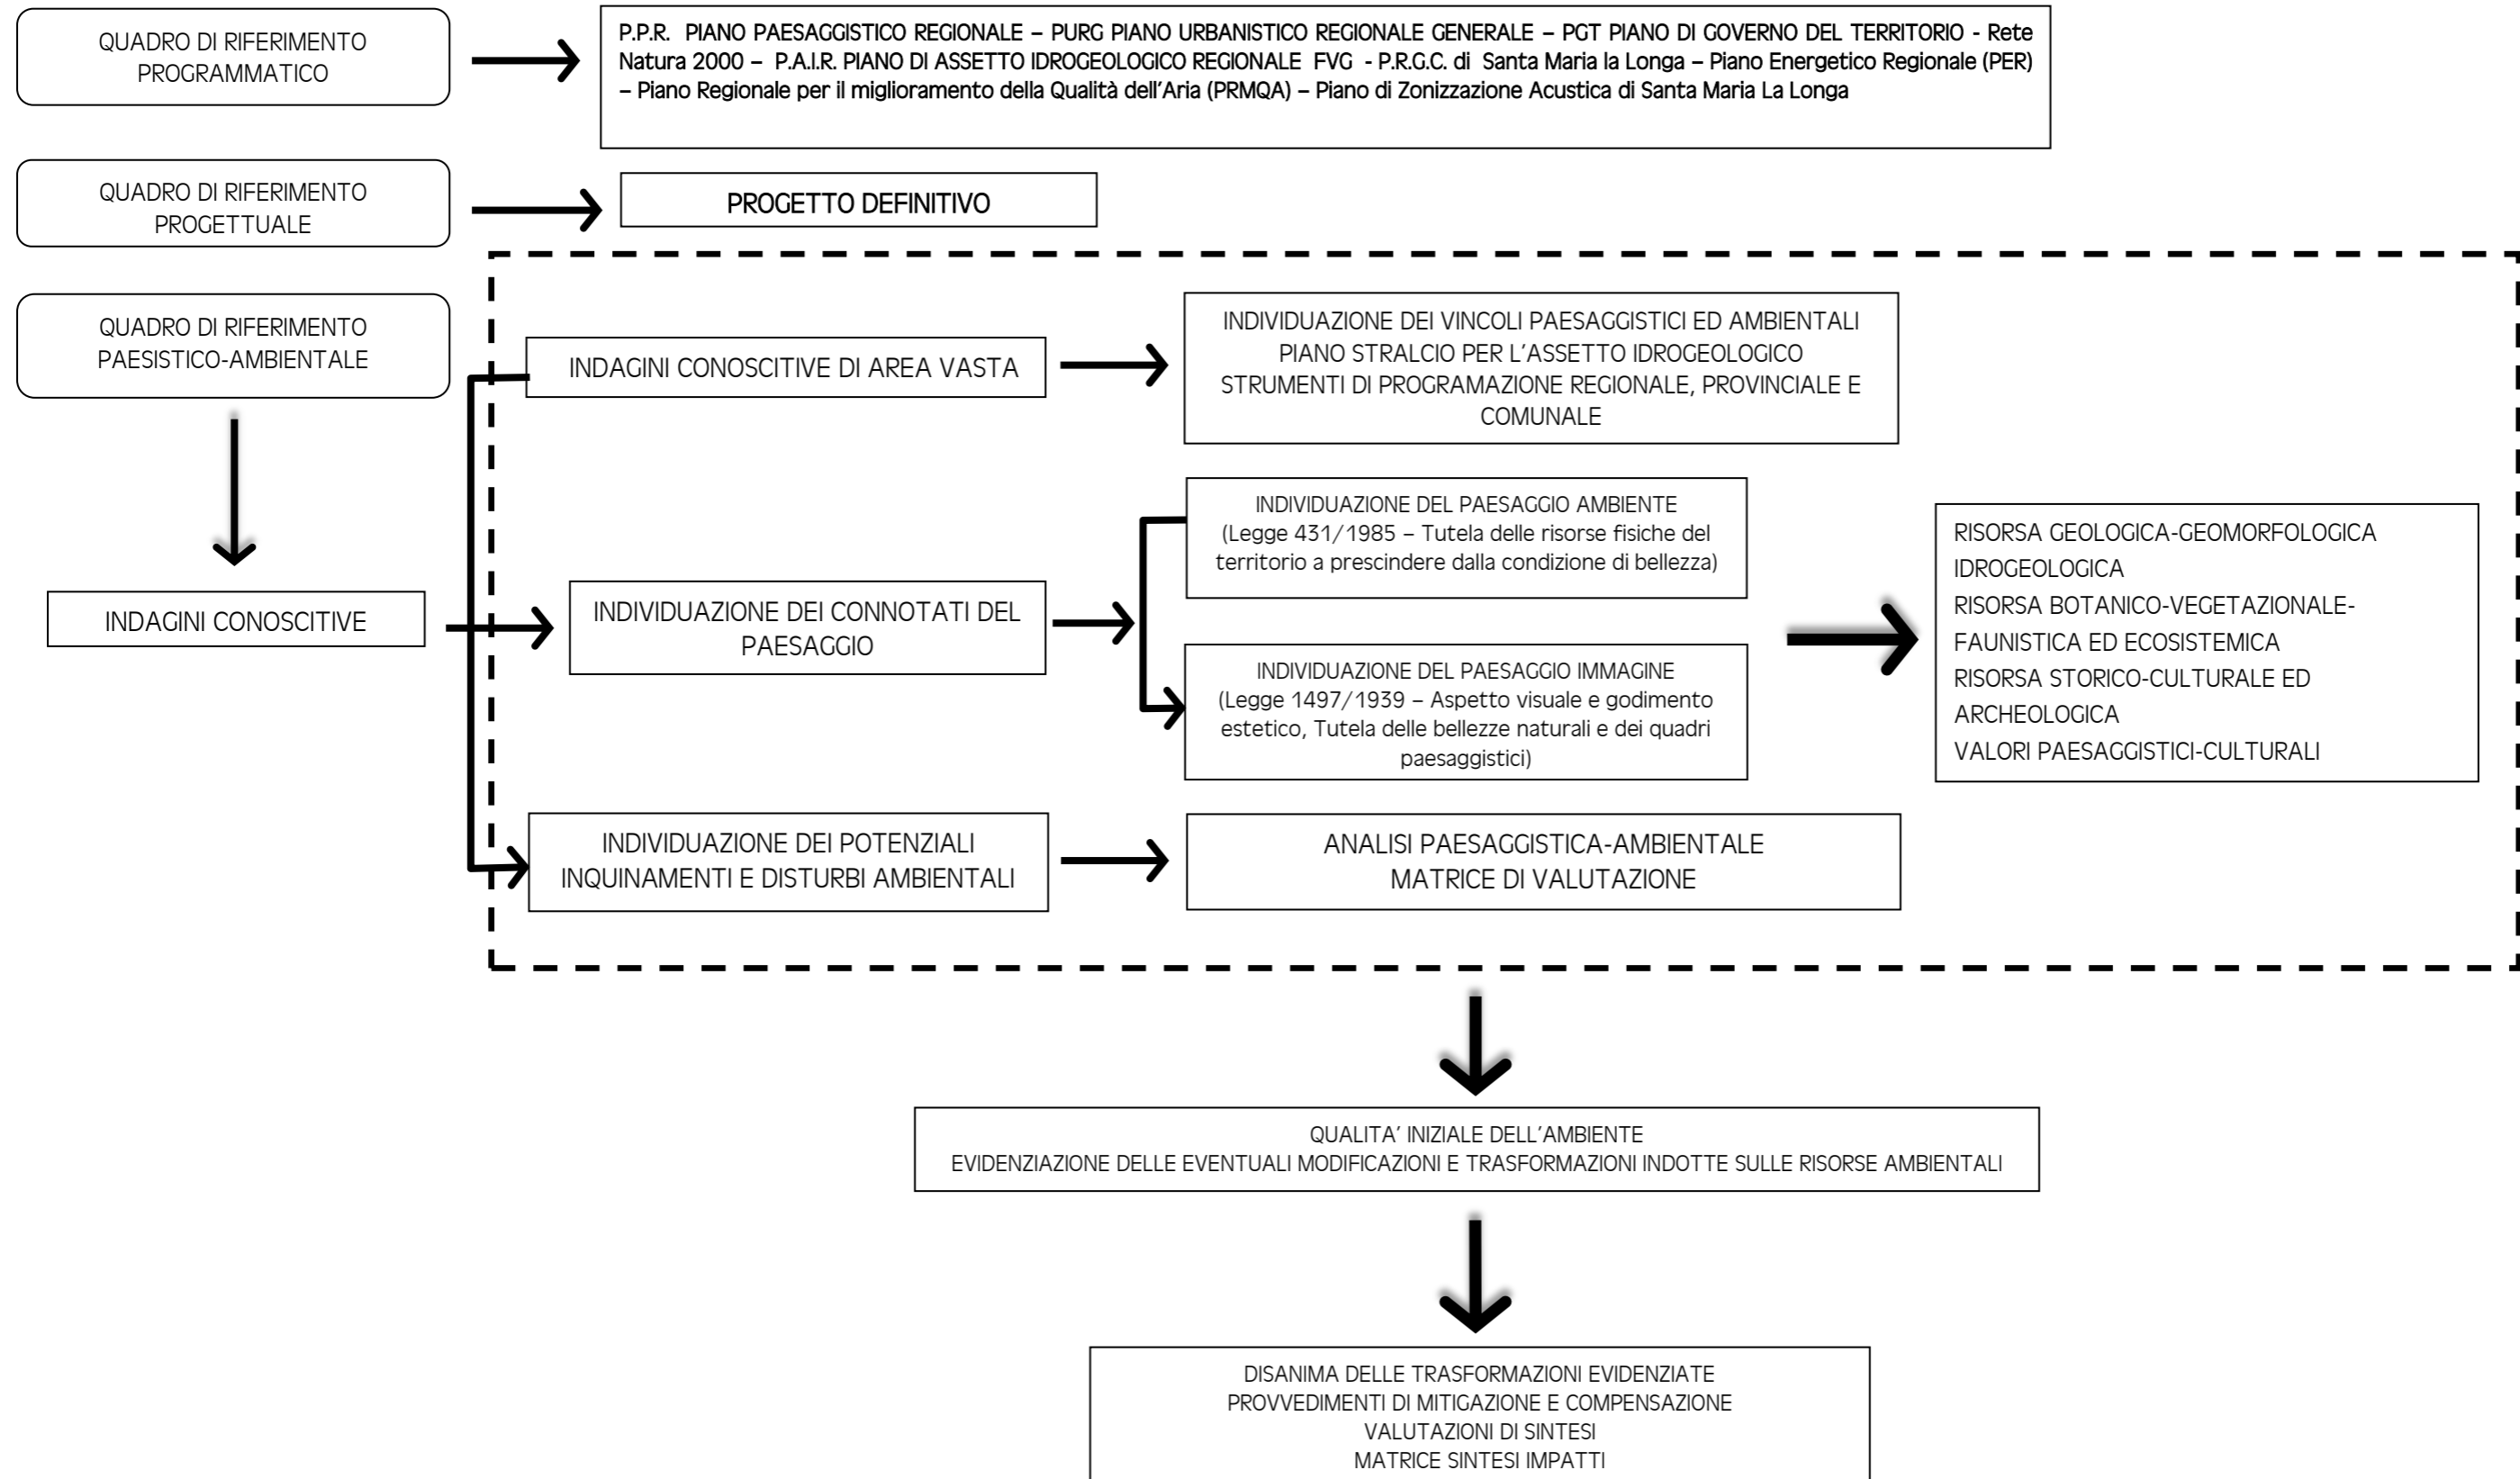 QUADRO DI RIFERIMENTO
PROGRAMMATICO
P.P.R. PIANO PAESAGGISTICO REGIONALE – PURG PIANO URBANISTICO REGIONALE GENERALE – PGT PIANO DI GOVERNO DEL TERRITORIO - Rete
Natura 2000 – P.A.I.R. PIANO DI ASSETTO IDROGEOLOGICO REGIONALE FVG - P.R.G.C. di Santa Maria la Longa – Piano Energetico Regionale (PER)
– Piano Regionale per il miglioramento della Qualità dell'Aria (PRMQA) – Piano di Zonizzazione Acustica di Santa Maria La Longa
QUADRO DI RIFERIMENTO
PROGETTUALE
PROGETTO DEFINITIVO
QUADRO DI RIFERIMENTO
PAESISTICO-AMBIENTALE
INDAGINI CONOSCITIVE
INDAGINI CONOSCITIVE DI AREA VASTA
INDIVIDUAZIONE DEI VINCOLI PAESAGGISTICI ED AMBIENTALI
PIANO STRALCIO PER L'ASSETTO IDROGEOLOGICO
STRUMENTI DI PROGRAMAZIONE REGIONALE, PROVINCIALE E
COMUNALE
INDIVIDUAZIONE DEI CONNOTATI DEL
PAESAGGIO
INDIVIDUAZIONE DEL PAESAGGIO AMBIENTE
(Legge 431/1985 – Tutela delle risorse fisiche del
territorio a prescindere dalla condizione di bellezza)
INDIVIDUAZIONE DEL PAESAGGIO IMMAGINE
(Legge 1497/1939 – Aspetto visuale e godimento
estetico, Tutela delle bellezze naturali e dei quadri
paesaggistici)
RISORSA GEOLOGICA-GEOMORFOLOGICA
IDROGEOLOGICA
RISORSA BOTANICO-VEGETAZIONALE-
FAUNISTICA ED ECOSISTEMICA
RISORSA STORICO-CULTURALE ED
ARCHEOLOGICA
VALORI PAESAGGISTICI-CULTURALI
INDIVIDUAZIONE DEI POTENZIALI
INQUINAMENTI E DISTURBI AMBIENTALI
ANALISI PAESAGGISTICA-AMBIENTALE
MATRICE DI VALUTAZIONE
QUALITA' INIZIALE DELL'AMBIENTE
EVIDENZIAZIONE DELLE EVENTUALI MODIFICAZIONI E TRASFORMAZIONI INDOTTE SULLE RISORSE AMBIENTALI
DISANIMA DELLE TRASFORMAZIONI EVIDENZIATE
PROVVEDIMENTI DI MITIGAZIONE E COMPENSAZIONE
VALUTAZIONI DI SINTESI
MATRICE SINTESI IMPATTI